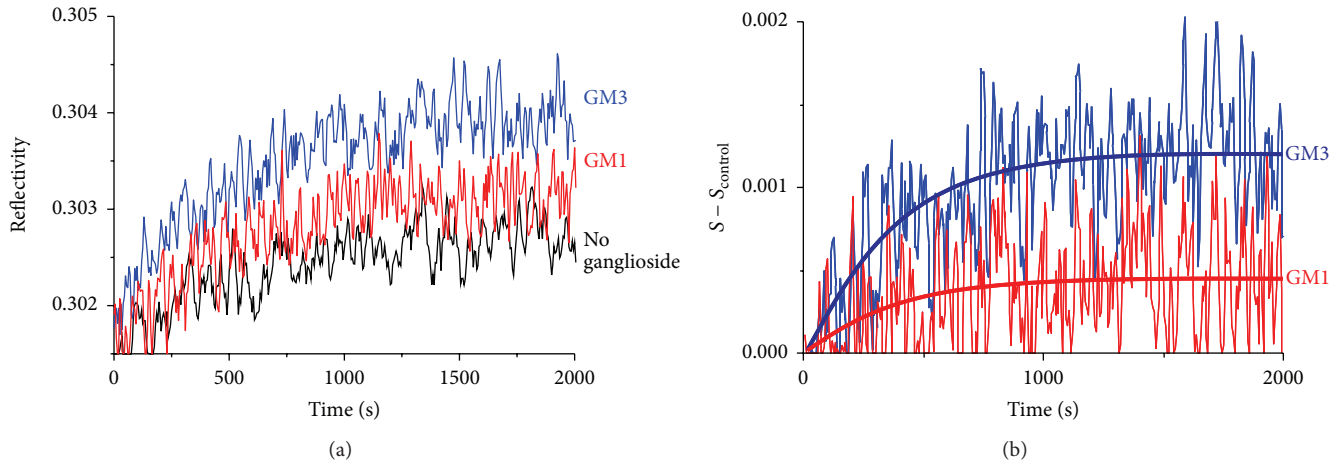 0.305
0.304
0.303
0.302
Reflectivity
GM3
GM1
No
ganglioside
0
500
1000
1500
2000
Time (s)
(a)
0.002
0.001
0.000
S − Scontrol
GM3
GM1
0
1000
2000
Time (s)
(b)